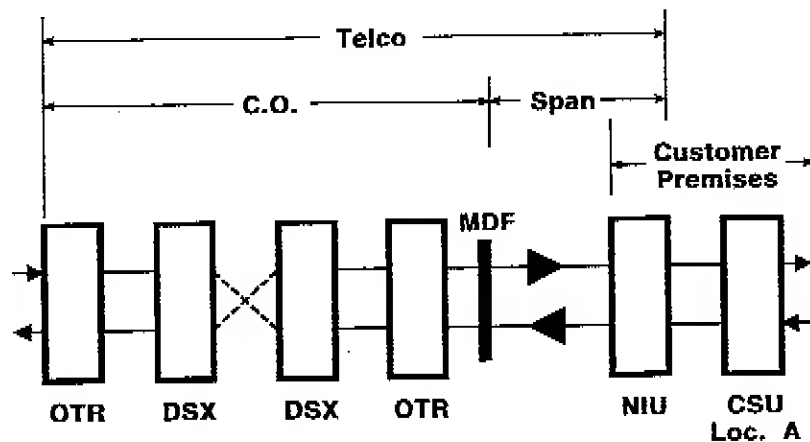 Telco
C.O.
Span
Customer
Premises
MDF
OTR
DSX
DSX
OTR
NIU
CSU
Loc. A